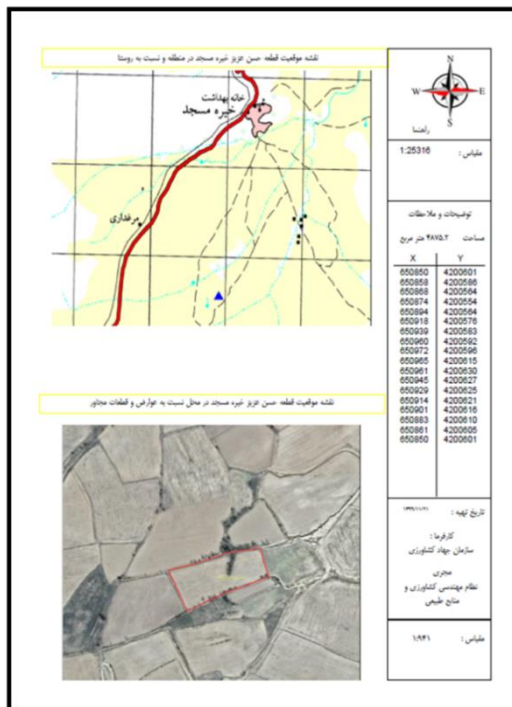 نقشه موقعیت قطعه حسن عزیز خیره مسجد در منطقه و نسبت به روستا
خانه بهداشت
خیره مسجد
مرغداری
N
W E
S
راهنما
مقیاس : 1:25316
توضیحات و ملاحظات
مساحت ۴۸۷۵.۲ متر مربع
X Y
650850 4200601
650858 4200586
650868 4200564
650874 4200554
650894 4200564
650918 4200576
650939 4200583
650960 4200592
650972 4200596
650965 4200615
650961 4200630
650945 4200627
650929 4200625
650914 4200621
650901 4200616
650883 4200610
650861 4200605
650850 4200601
نقشه موقعیت قطعه حسن عزیز خیره مسجد در محل نسبت به عوارض و قطعات مجاور
تاریخ تهیه :
کارفرما :
سازمان جهاد کشاورزی
مجری
نظام مهندسی کشاورزی و
منابع طبیعی
مقیاس : ۱:۹۴۱